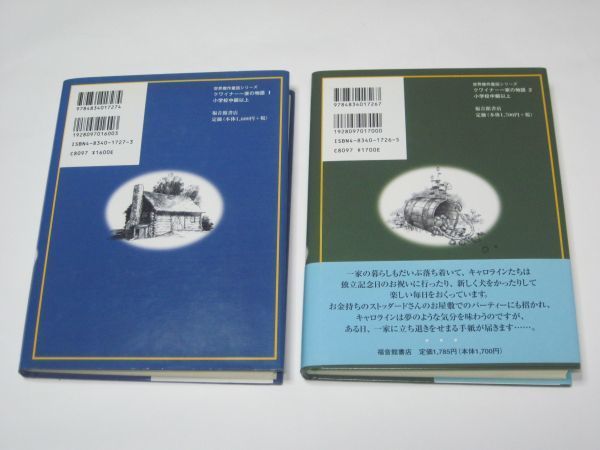 9784834017274
1928097016003
ISBN4-8340-1727-3
C8097 ¥1600E
世界傑作童話シリーズ
クワイナー一家の物語 1
小学校中級以上
福音館書店
定価(本体1,600円+税)
9784834017267
1928097017000
ISBN4-8340-1726-5
C8097 ¥1700E
世界傑作童話シリーズ
クワイナー一家の物語 2
小学校中級以上
福音館書店
定価(本体1,700円+税)
一家の暮らしもだいぶ落ち着いて、キャロラインたちは
独立記念日のお祝いに行ったり、新しく犬をかったりして
楽しい毎日をおくっています。
お金持ちのストッダードさんのお屋敷でのパーティーにも招かれ、
キャロラインは夢のような気分を味わうのですが、
ある日、一家に立ち退きをせまる手紙が届きます……。
福音館書店 定価1,785円(本体1,700円)